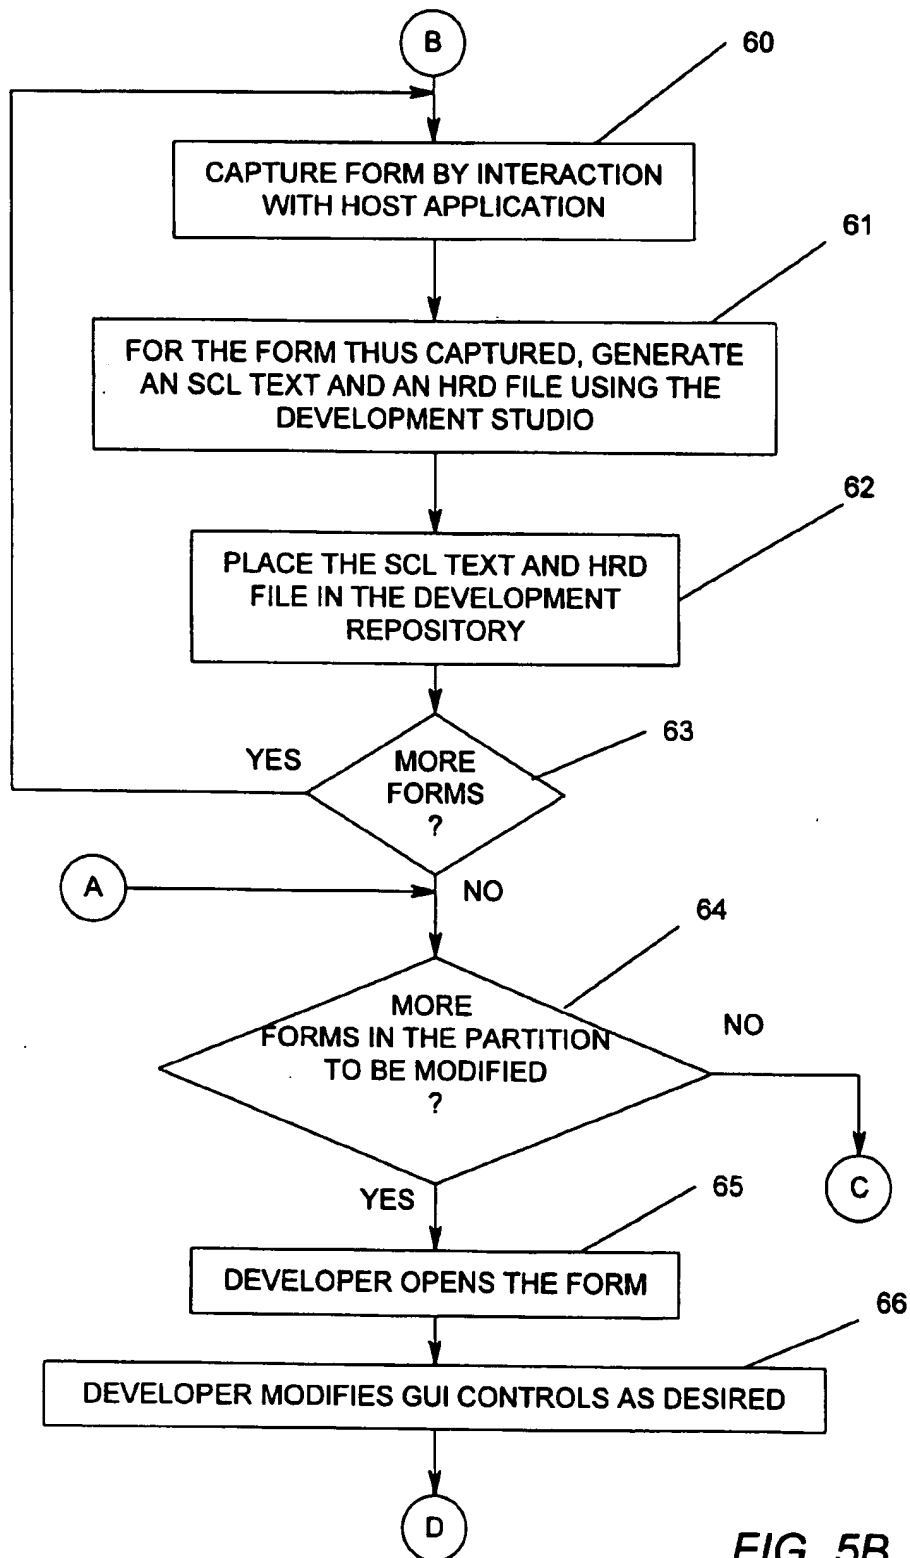 B
60
CAPTURE FORM BY INTERACTION
WITH HOST APPLICATION
61
FOR THE FORM THUS CAPTURED, GENERATE
AN SCL TEXT AND AN HRD FILE USING THE
DEVELOPMENT STUDIO
62
PLACE THE SCL TEXT AND HRD
FILE IN THE DEVELOPMENT
REPOSITORY
63
YES
MORE
FORMS
?
A
NO
64
MORE
FORMS IN THE PARTITION
TO BE MODIFIED
?
NO
C
YES
65
DEVELOPER OPENS THE FORM
66
DEVELOPER MODIFIES GUI CONTROLS AS DESIRED
D
FIG. 5B